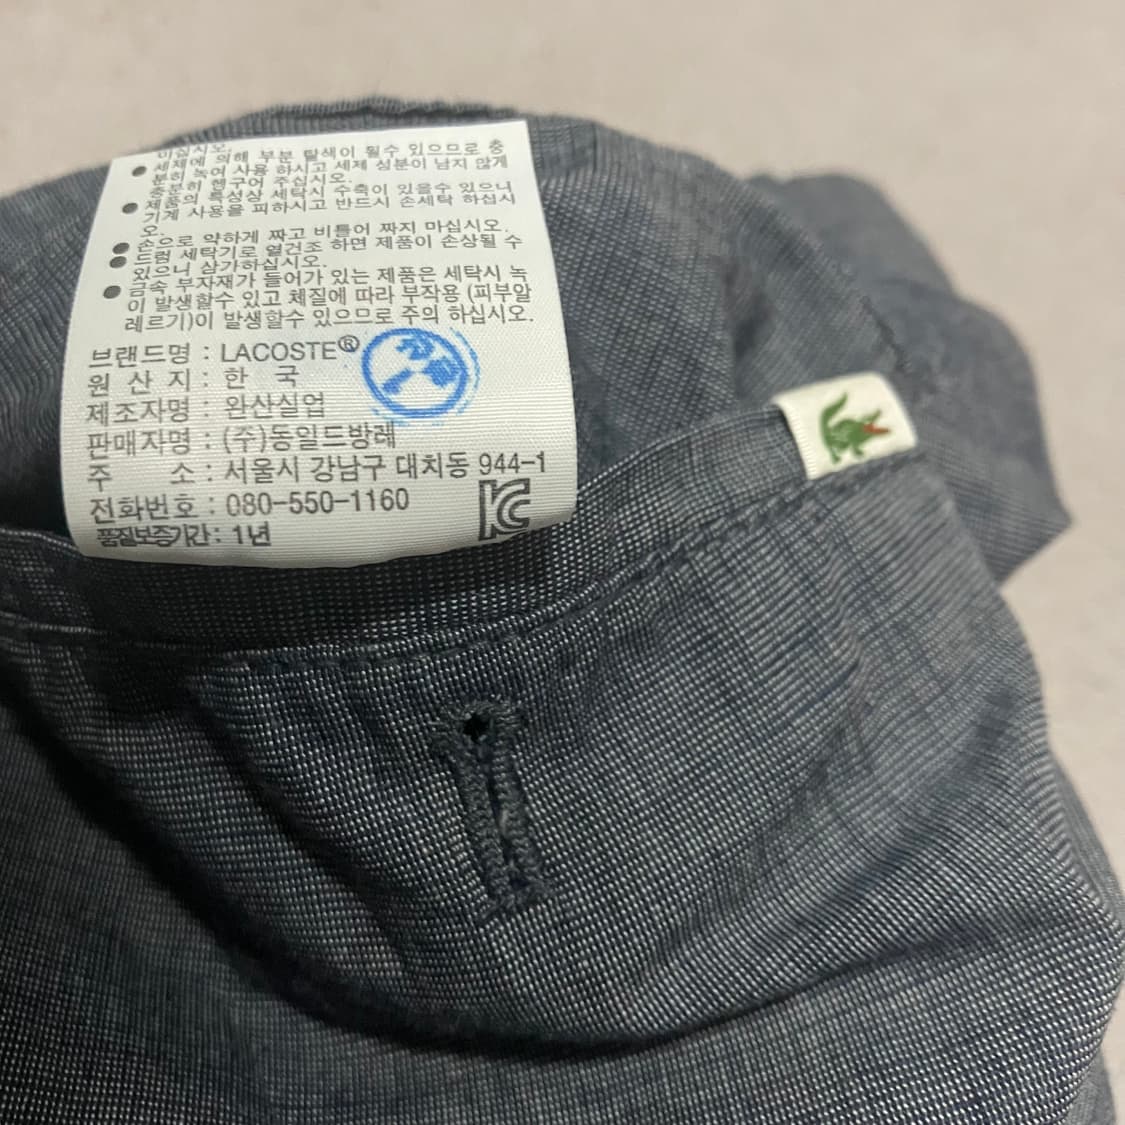 마십시오.
● 세제에 의해 부분 탈색이 될수 있으므로 충
분히 녹여 사용 하시고 세제 성분이 남지 않게
충분히 헹구어 주십시오.
● 제품의 특성상 세탁시 수축이 있을수 있으니
기계 사용을 피하시고 반드시 손세탁 하십시
오.
● 손으로 약하게 짜고 비틀어 짜지 마십시오.
● 드럼 세탁기로 열건조 하면 제품이 손상될 수
있으니 삼가하십시오.
● 금속 부자재가 들어가 있는 제품은 세탁시 녹
이 발생할수 있고 체질에 따라 부작용 (피부알
레르기)이 발생할수 있으므로 주의 하십시오.
브랜드명 : LACOSTE®
원 산 지 : 한 국
제조자명 : 완산실업
판매자명 : (주)동일드방레
주 소 : 서울시 강남구 대치동 944-1
전화번호 : 080-550-1160
품질보증기간 : 1년